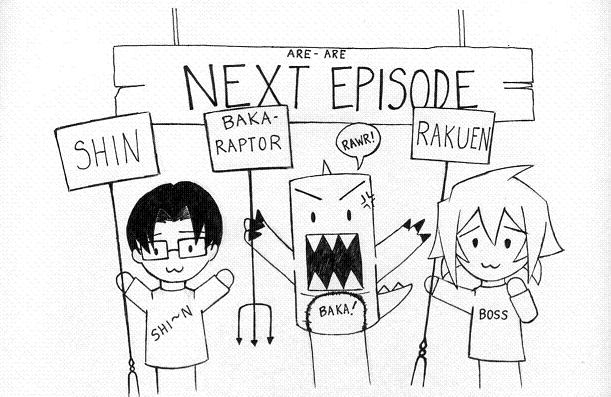 ARE-ARE
NEXT EPISODE
SHIN
BAKA-
RAPTOR
RAWR!
RAKUEN
SHI~N
BAKA!
BOSS